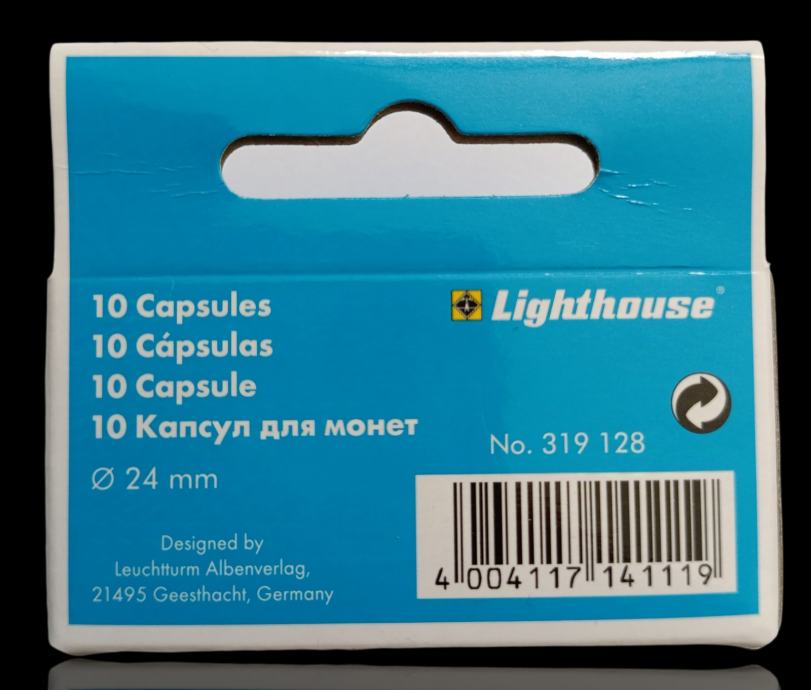 10 Capsules
10 Cápsulas
10 Capsule
10 Капсул для монет
Ø 24 mm
Designed by
Leuchtturm Albenverlag,
21495 Geesthacht, Germany
Lighthouse®
No. 319 128
4 004117 141119